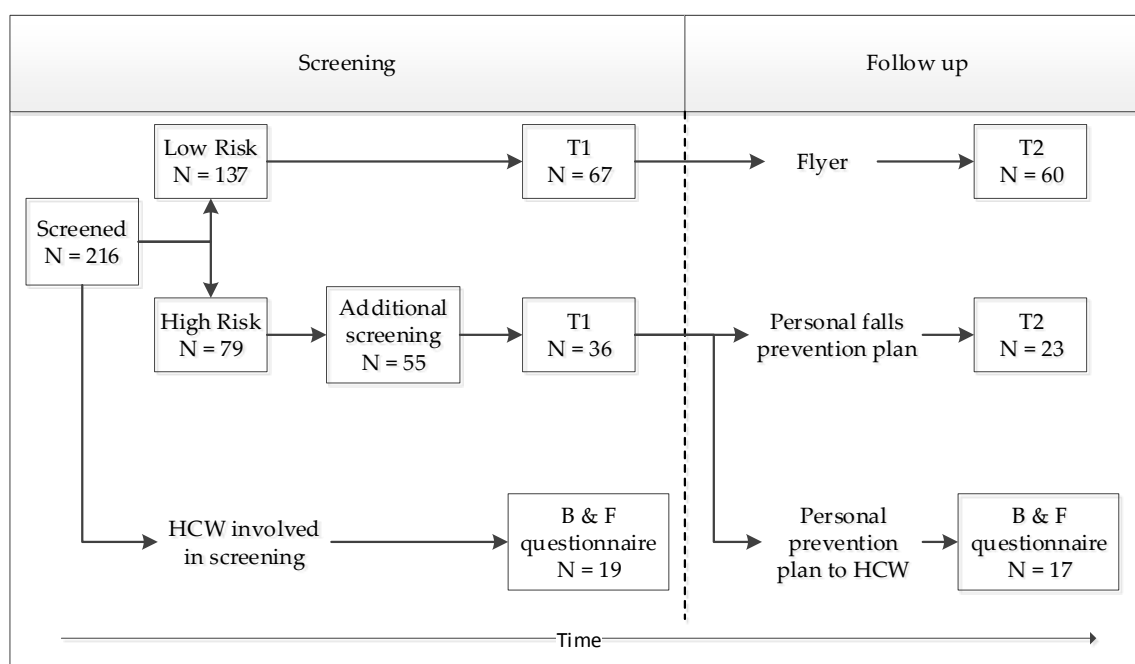 Screening
Follow up
Low Risk
N = 137
T1
N = 67
Flyer
T2
N = 60
Screened
N = 216
High Risk
N = 79
Additional
screening
N = 55
T1
N = 36
Personal falls
prevention plan
T2
N = 23
HCW involved
in screening
B & F
questionnaire
N = 19
Personal
prevention
plan to HCW
B & F
questionnaire
N = 17
Time